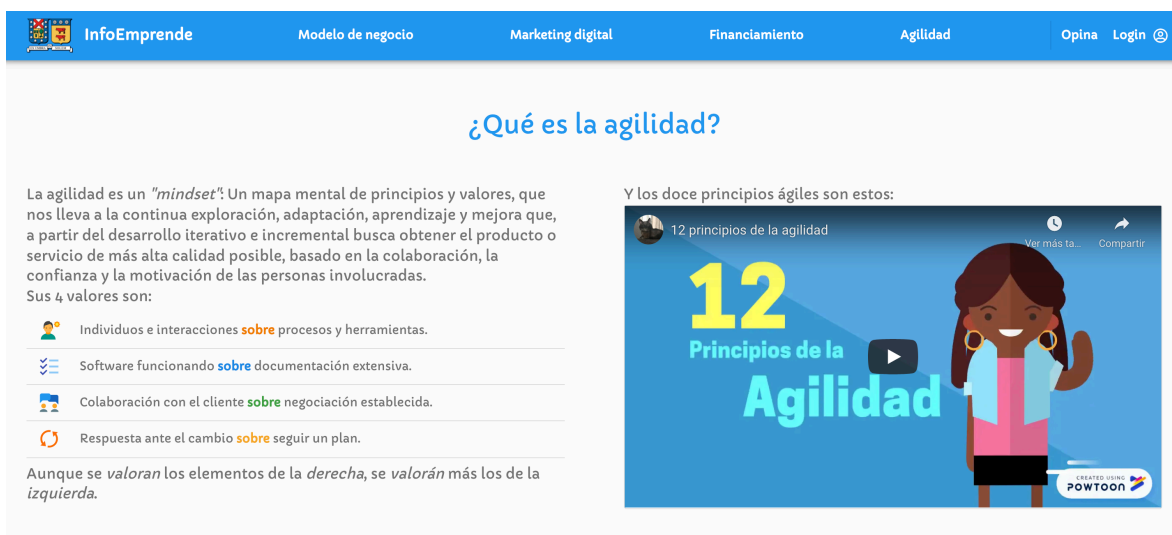 InfoEmprende Modelo de negocio Marketing digital Financiamiento Agilidad Opina Login
¿Qué es la agilidad?
La agilidad es un "mindset": Un mapa mental de principios y valores, que
nos lleva a la continua exploración, adaptación, aprendizaje y mejora que,
a partir del desarrollo iterativo e incremental busca obtener el producto o
servicio de más alta calidad posible, basado en la colaboración, la
confianza y la motivación de las personas involucradas.
Sus 4 valores son:
Individuos e interacciones sobre procesos y herramientas.
Software funcionando sobre documentación extensiva.
Colaboración con el cliente sobre negociación establecida.
Respuesta ante el cambio sobre seguir un plan.
Aunque se valoran los elementos de la derecha, se valorán más los de la
izquierda.
Y los doce principios ágiles son estos:
12 principios de la agilidad
Ver más ta... Compartir
12
Principios de la
Agilidad
CREATED USING
POWTOON